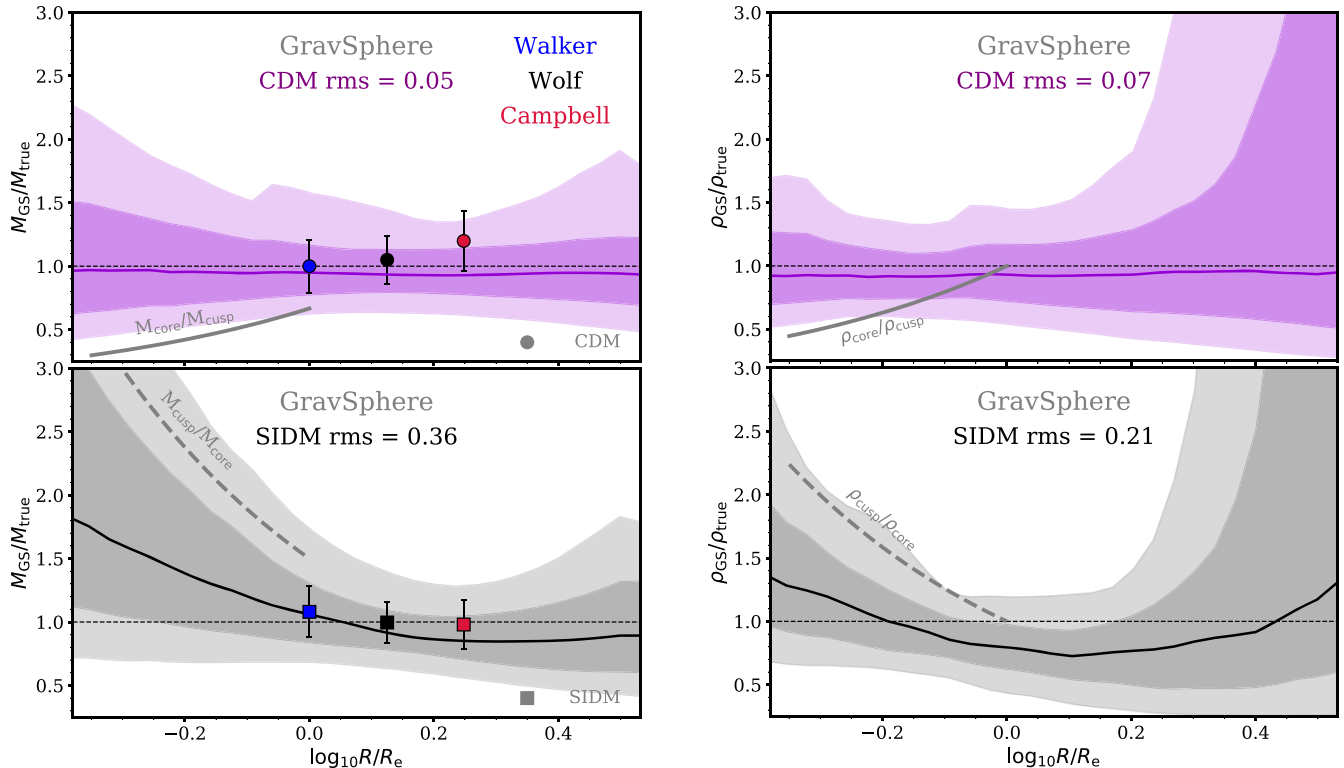 3.0
2.5
2.0
1.5
1.0
0.5
M_GS/M_true
GravSphere
CDM rms = 0.05
Walker
Wolf
Campbell
M_core/M_cusp
CDM
3.0
2.5
2.0
1.5
1.0
0.5
ρ_GS/ρ_true
GravSphere
CDM rms = 0.07
ρ_core/ρ_cusp
3.0
2.5
2.0
1.5
1.0
0.5
M_GS/M_true
GravSphere
SIDM rms = 0.36
M_cusp/M_core
SIDM
−0.2 0.0 0.2 0.4
log₁₀R/R_e
3.0
2.5
2.0
1.5
1.0
0.5
ρ_GS/ρ_true
GravSphere
SIDM rms = 0.21
ρ_cusp/ρ_core
−0.2 0.0 0.2 0.4
log₁₀R/R_e